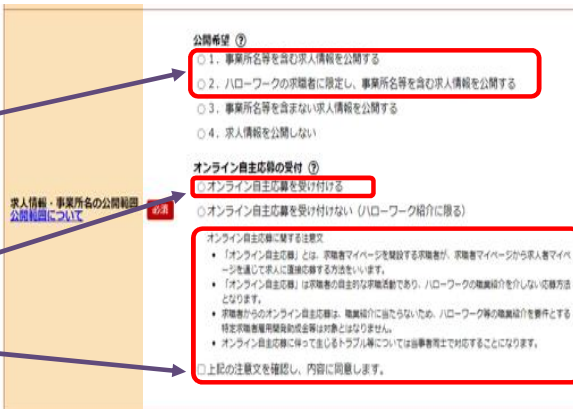 公開希望 ?
○1．事業所名等を含む求人情報を公開する
○2．ハローワークの求職者に限定し、事業所名等を含む求人情報を公開する
○3．事業所名等を含まない求人情報を公開する
○4．求人情報を公開しない
オンライン自主応募の受付 ?
○オンライン自主応募を受け付ける
求人情報・事業所名の公開範囲 必須
公開範囲について
○オンライン自主応募を受け付けない（ハローワーク紹介に限る）
オンライン自主応募に関する注意文
• 「オンライン自主応募」とは、求職者マイページを開設する求職者が、求職者マイページから求人者マイペ
ージを通じて求人に直接応募する方法をいいます。
• 「オンライン自主応募」は求職者の自主的な求職活動であり、ハローワークの職業紹介を介しない応募方法
となります。
• 求職者からのオンライン自主応募は、職業紹介に当たらないため、ハローワーク等の職業紹介を要件とする
特定求職者雇用開発助成金等は対象とはなりません。
• オンライン自主応募に伴って生じるトラブル等については当事者同士で対応することになります。
□上記の注意文を確認し、内容に同意します。